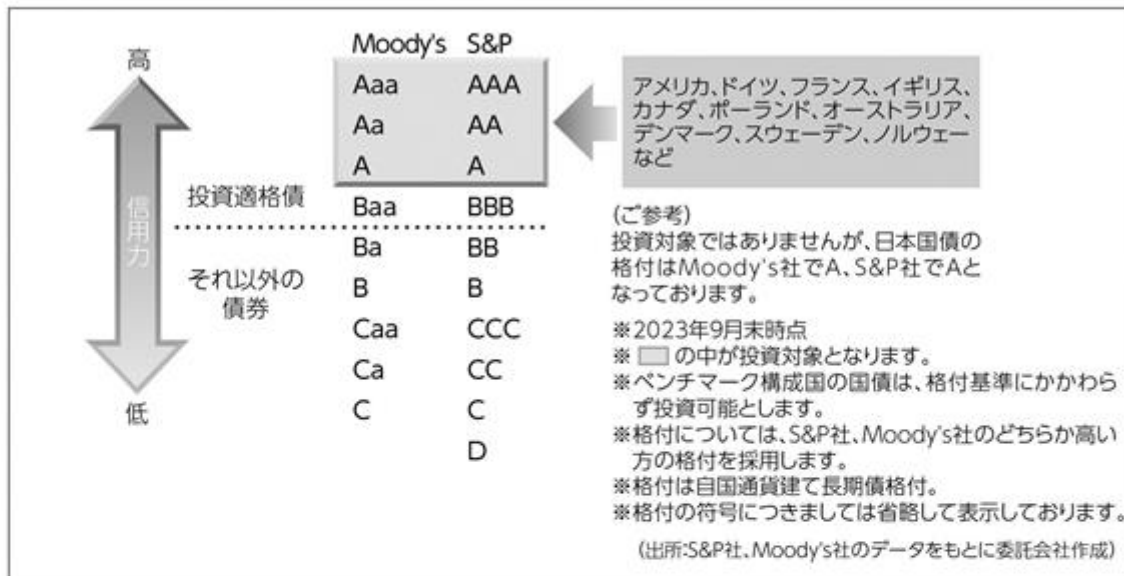 Moody's S&P
高
Aaa AAA
Aa AA
A A
投資適格債
Baa BBB
信用力
Ba BB
それ以外の
債券
B B
Caa CCC
Ca CC
低
C C
D
アメリカ、ドイツ、フランス、イギリス、
カナダ、ポーランド、オーストラリア、
デンマーク、スウェーデン、ノルウェー
など
(ご参考)
投資対象ではありませんが、日本国債の
格付はMoody's社でA、S&P社でAと
なっております。
※2023年9月末時点
※ の中が投資対象となります。
※ベンチマーク構成国の国債は、格付基準にかかわら
ず投資可能とします。
※格付については、S&P社、Moody's社のどちらか高い
方の格付を採用します。
※格付は自国通貨建て長期債格付。
※格付の符号につきましては省略して表示しております。
(出所:S&P社、Moody's社のデータをもとに委託会社作成)